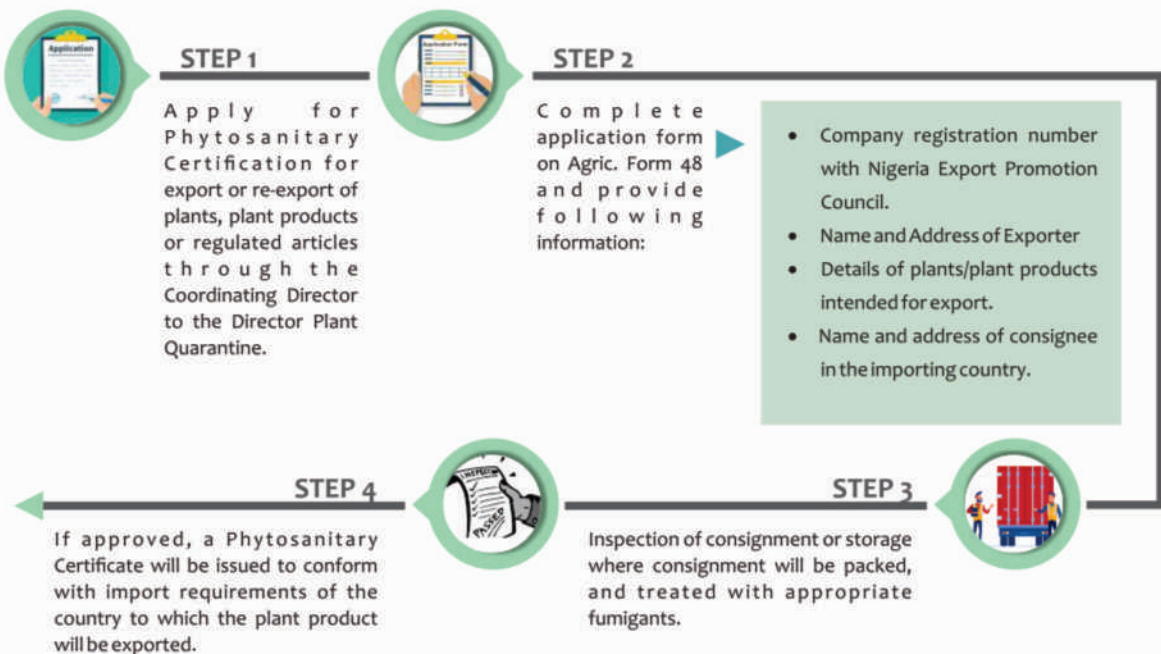 Application
STEP 1
Apply for
Phytosanitary
Certification for
export or re-export of
plants, plant products
or regulated articles
through the
Coordinating Director
to the Director Plant
Quarantine.
Application Form
STEP 2
Complete
application form
on Agric. Form 48
and provide
following
information:
• Company registration number
with Nigeria Export Promotion
Council.
• Name and Address of Exporter
• Details of plants/plant products
intended for export.
• Name and address of consignee
in the importing country.
STEP 3
Inspection of consignment or storage
where consignment will be packed,
and treated with appropriate
fumigants.
STEP 4
PASSED
If approved, a Phytosanitary
Certificate will be issued to conform
with import requirements of the
country to which the plant product
will be exported.